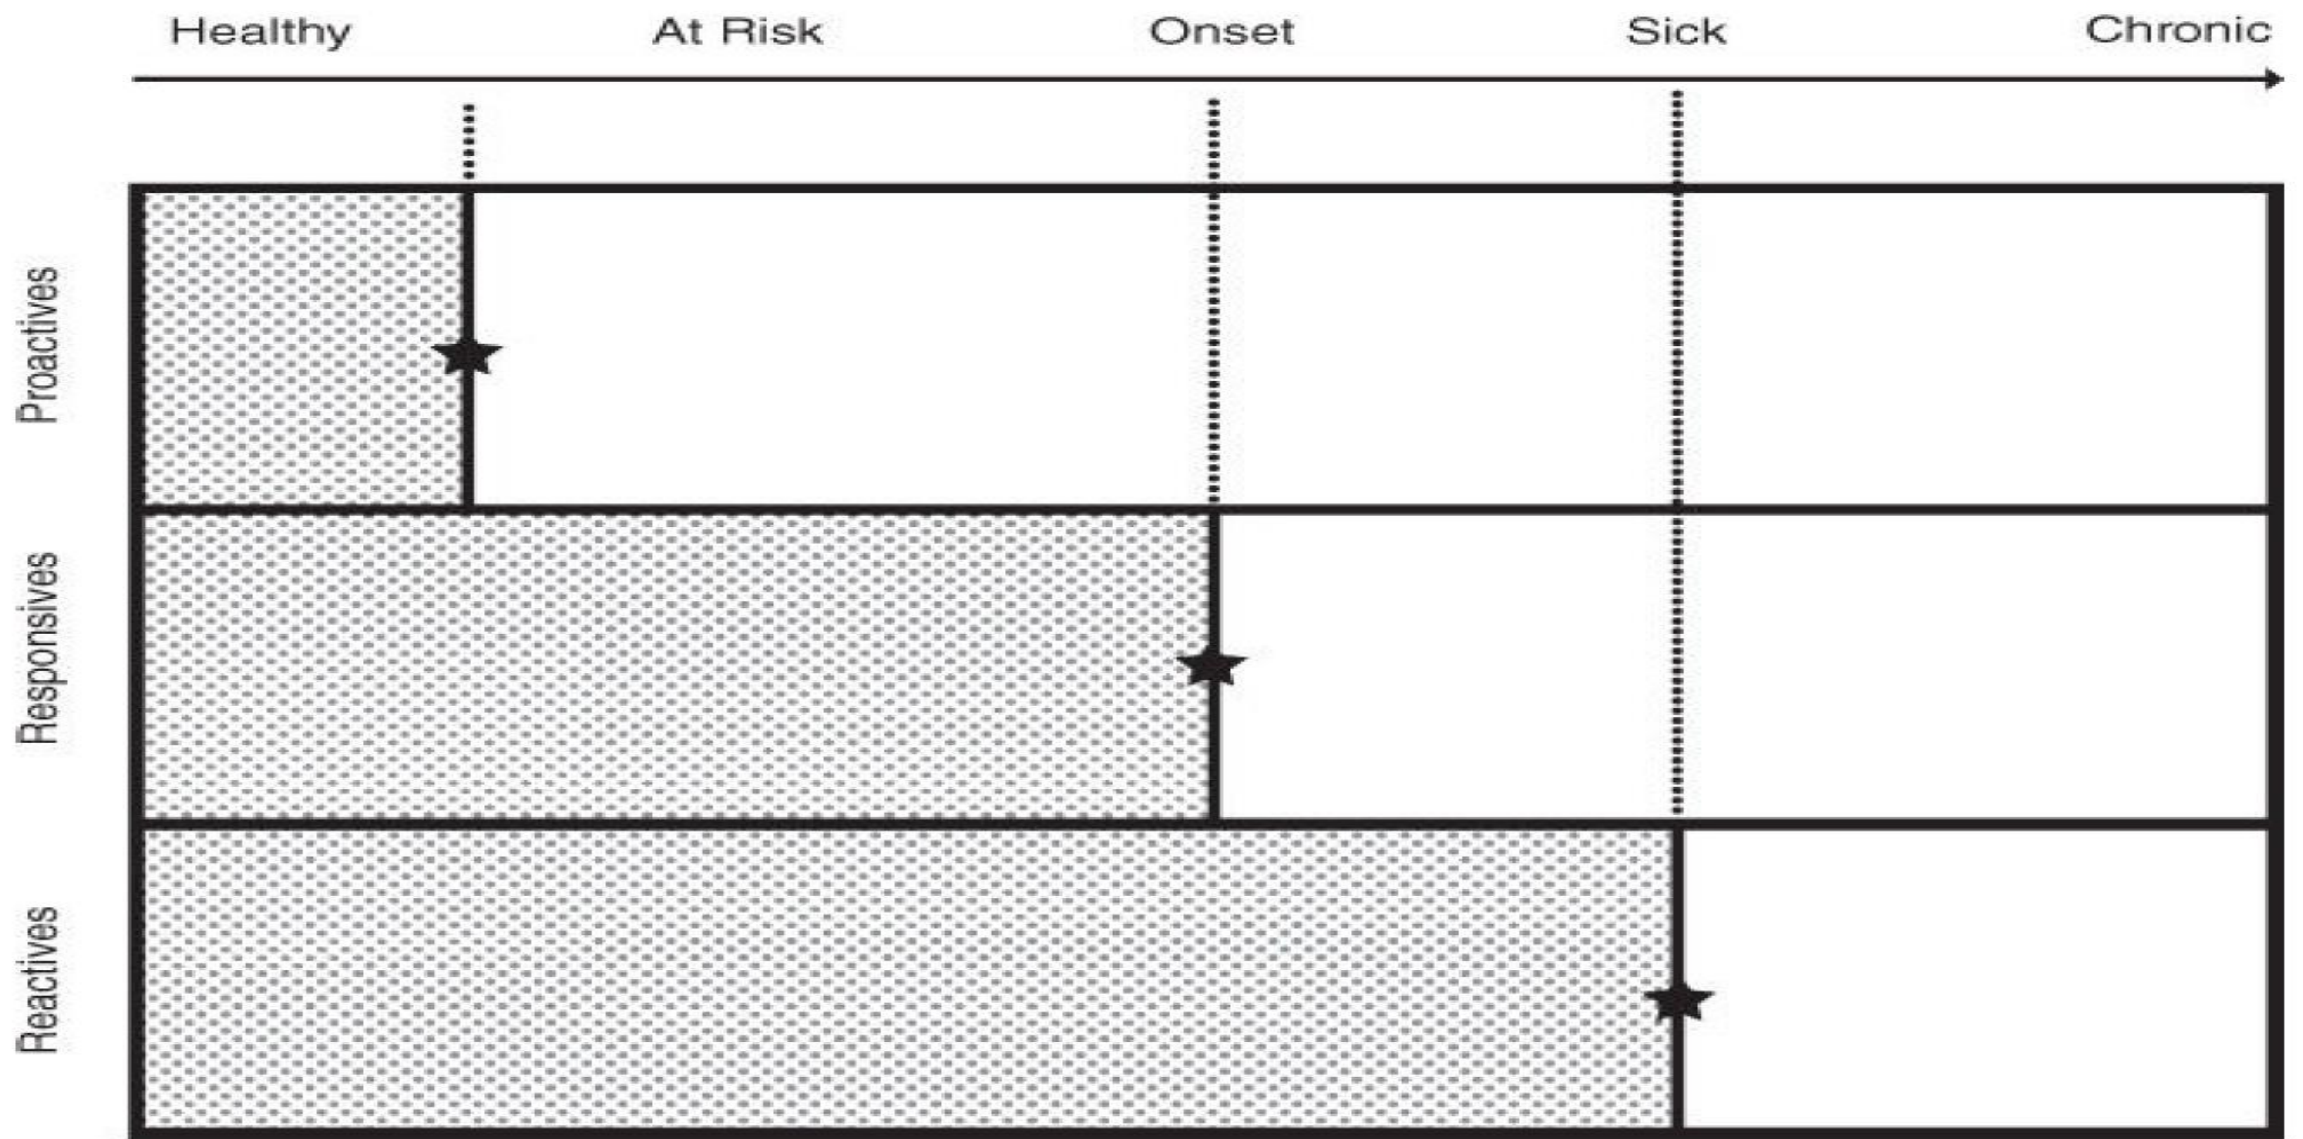 Healthy At Risk Onset Sick Chronic
Proactives
Responsives
Reactives